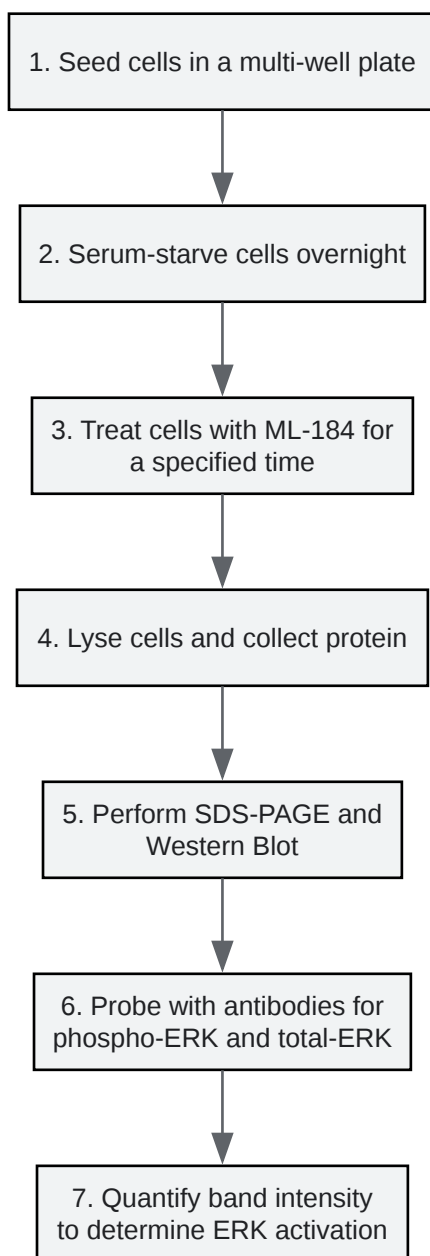 1. Seed cells in a multi-well plate
2. Serum-starve cells overnight
3. Treat cells with ML-184 for
a specified time
4. Lyse cells and collect protein
5. Perform SDS-PAGE and
Western Blot
6. Probe with antibodies for
phospho-ERK and total-ERK
7. Quantify band intensity
to determine ERK activation